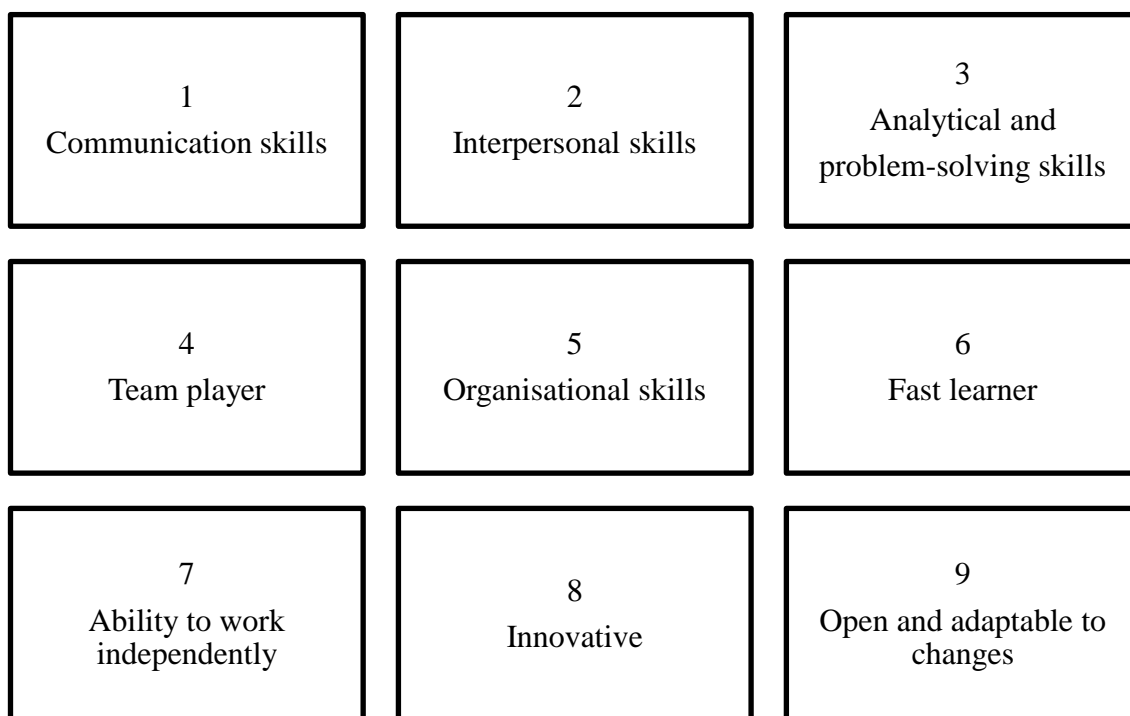 1
Communication skills
2
Interpersonal skills
3
Analytical and
problem-solving skills
4
Team player
5
Organisational skills
6
Fast learner
7
Ability to work
independently
8
Innovative
9
Open and adaptable to
changes